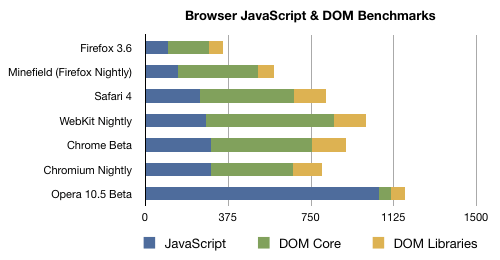 Browser JavaScript & DOM Benchmarks
Firefox 3.6
Minefield (Firefox Nightly)
Safari 4
WebKit Nightly
Chrome Beta
Chromium Nightly
Opera 10.5 Beta
0 375 750 1125 1500
JavaScript DOM Core DOM Libraries